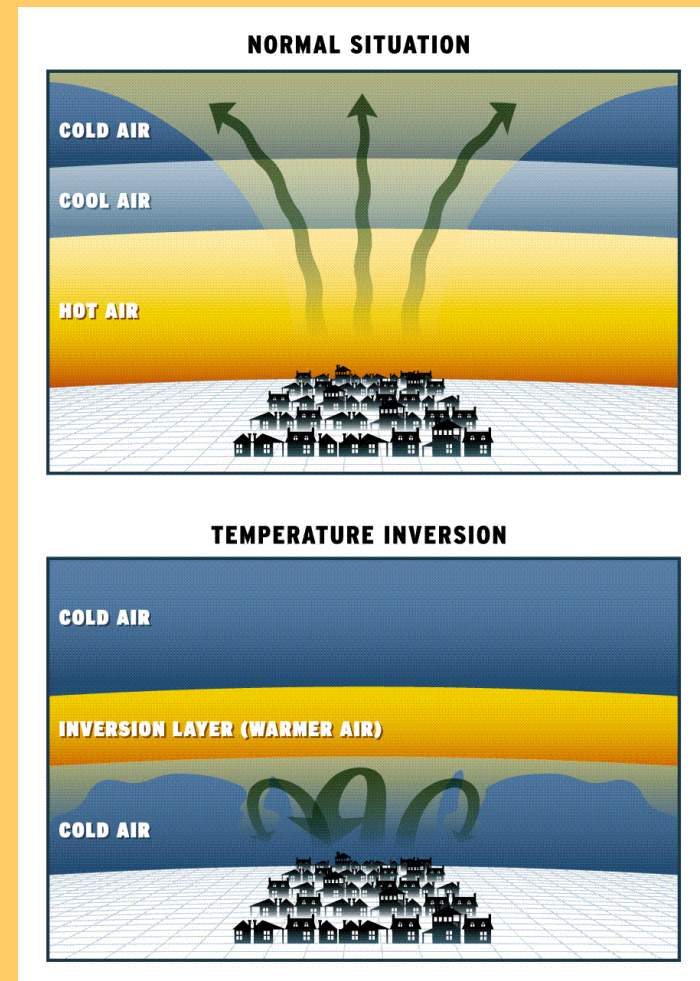 NORMAL SITUATION
COLD AIR
COOL AIR
HOT AIR
TEMPERATURE INVERSION
COLD AIR
INVERSION LAYER (WARMER AIR)
COLD AIR